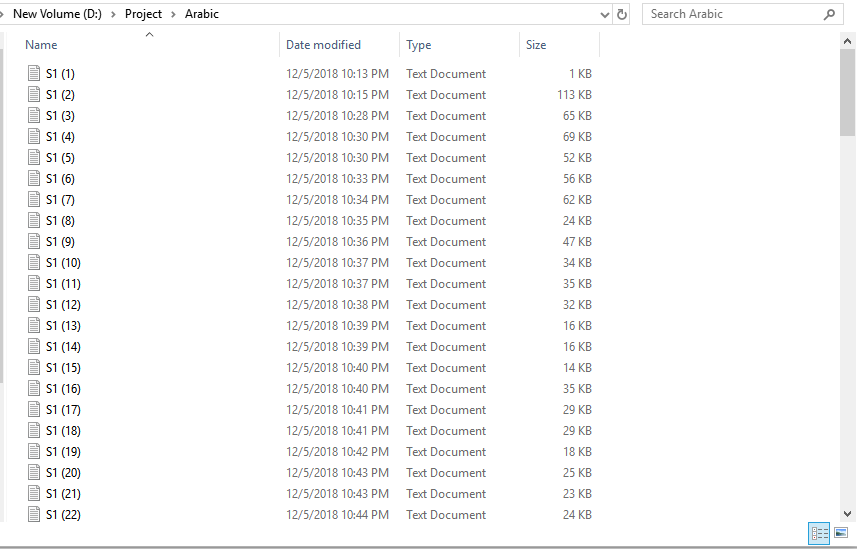 New Volume (D:) Project Arabic Search Arabic
Name Date modified Type Size
S1 (1) 12/5/2018 10:13 PM Text Document 1 KB
S1 (2) 12/5/2018 10:15 PM Text Document 113 KB
S1 (3) 12/5/2018 10:28 PM Text Document 65 KB
S1 (4) 12/5/2018 10:30 PM Text Document 69 KB
S1 (5) 12/5/2018 10:30 PM Text Document 52 KB
S1 (6) 12/5/2018 10:33 PM Text Document 56 KB
S1 (7) 12/5/2018 10:34 PM Text Document 62 KB
S1 (8) 12/5/2018 10:35 PM Text Document 24 KB
S1 (9) 12/5/2018 10:36 PM Text Document 47 KB
S1 (10) 12/5/2018 10:37 PM Text Document 34 KB
S1 (11) 12/5/2018 10:37 PM Text Document 35 KB
S1 (12) 12/5/2018 10:38 PM Text Document 32 KB
S1 (13) 12/5/2018 10:39 PM Text Document 16 KB
S1 (14) 12/5/2018 10:39 PM Text Document 16 KB
S1 (15) 12/5/2018 10:40 PM Text Document 14 KB
S1 (16) 12/5/2018 10:40 PM Text Document 35 KB
S1 (17) 12/5/2018 10:41 PM Text Document 29 KB
S1 (18) 12/5/2018 10:41 PM Text Document 29 KB
S1 (19) 12/5/2018 10:42 PM Text Document 18 KB
S1 (20) 12/5/2018 10:43 PM Text Document 25 KB
S1 (21) 12/5/2018 10:43 PM Text Document 23 KB
S1 (22) 12/5/2018 10:44 PM Text Document 24 KB